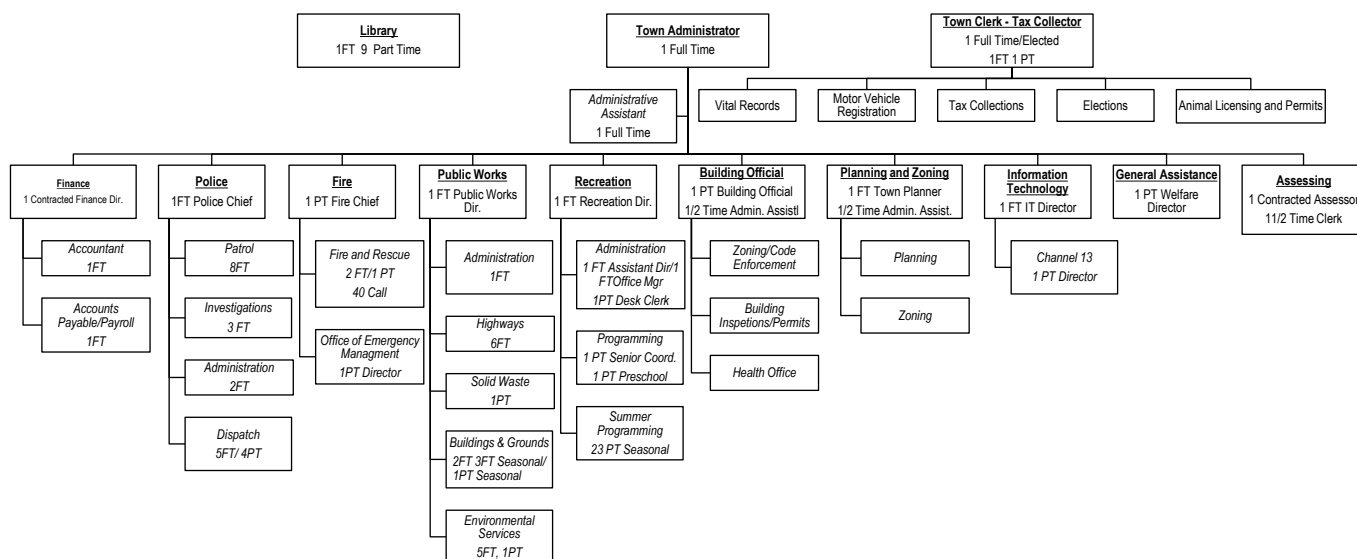 Library
1FT 9 Part Time
Town Administrator
1 Full Time
Town Clerk - Tax Collector
1 Full Time/Elected
1FT 1 PT
Administrative
Assistant
1 Full Time
Vital Records
Motor Vehicle
Registration
Tax Collections
Elections
Animal Licensing and Permits
Finance
1 Contracted Finance Dir.
Accountant
1FT
Accounts
Payable/Payroll
1FT
Police
1FT Police Chief
Patrol
8FT
Investigations
3 FT
Administration
2FT
Dispatch
5FT/ 4PT
Fire
1 PT Fire Chief
Fire and Rescue
2 FT/1 PT
40 Call
Office of Emergency
Managment
1PT Director
Public Works
1 FT Public Works
Dir.
Administration
1FT
Highways
6FT
Solid Waste
1PT
Buildings & Grounds
2FT 3FT Seasonal/
1PT Seasonal
Environmental
Services
5FT, 1PT
Recreation
1 FT Recreation Dir.
Administration
1 FT Assistant Dir/1
FTOffice Mgr
1PT Desk Clerk
Programming
1 PT Senior Coord.
1 PT Preschool
Summer
Programming
23 PT Seasonal
Building Official
1 PT Building Official
1/2 Time Admin. Assistl
Zoning/Code
Enforcement
Building
Inspetions/Permits
Health Office
Planning and Zoning
1 FT Town Planner
1/2 Time Admin. Assist.
Planning
Zoning
Information
Technology
1 FT IT Director
Channel 13
1 PT Director
General Assistance
1 PT Welfare
Director
Assessing
1 Contracted Assessor
11/2 Time Clerk